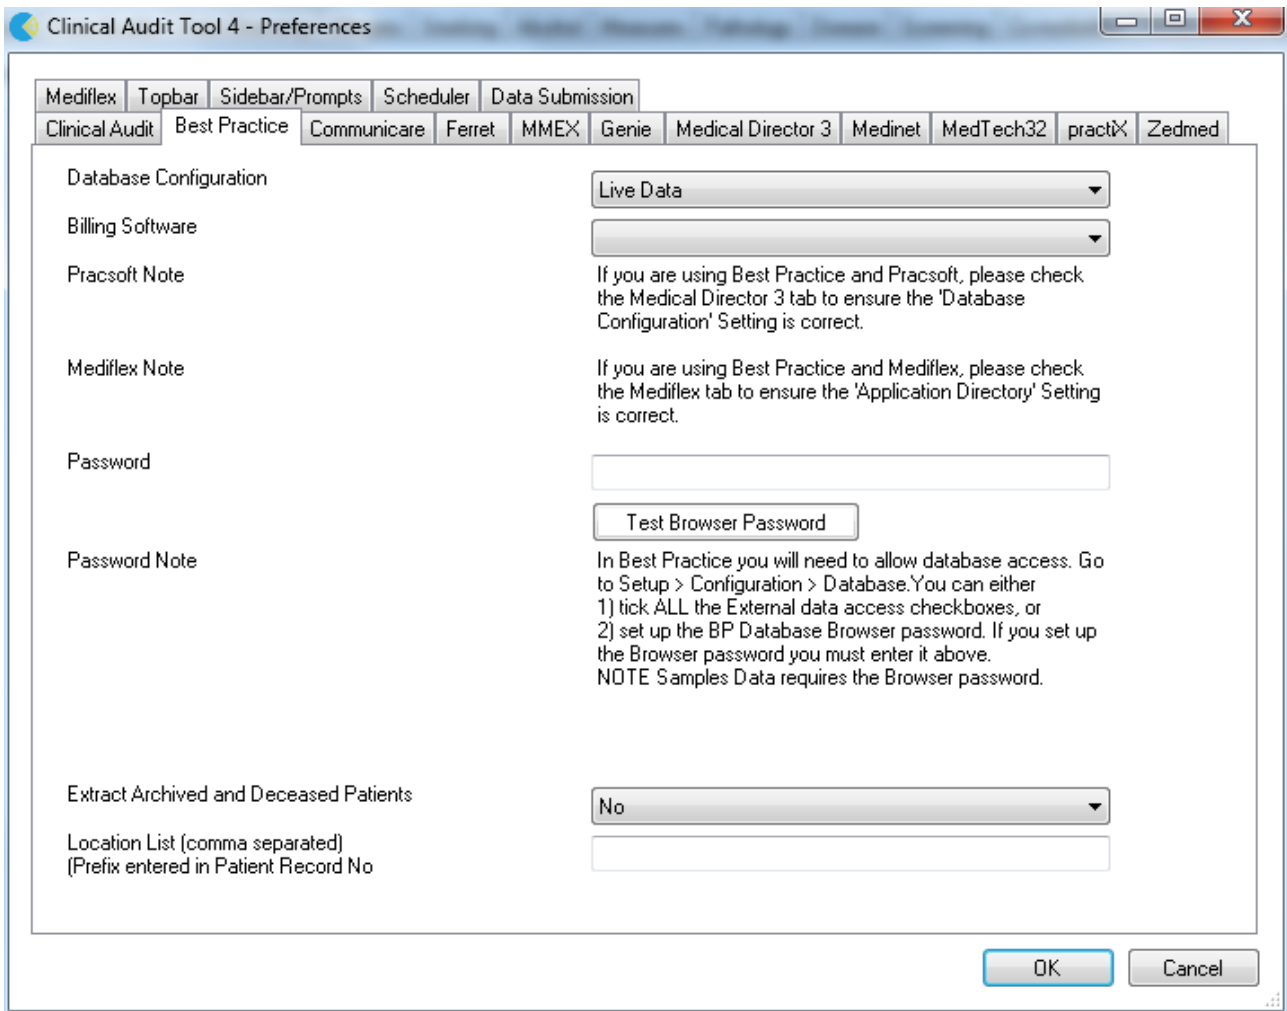 Clinical Audit Tool 4 - Preferences
Mediflex Topbar Sidebar/Prompts Scheduler Data Submission
Clinical Audit Best Practice Communicare Ferret MMEX Genie Medical Director 3 Medinet MedTech32 practiX Zedmed
Database Configuration
Live Data
Billing Software
Pracsoft Note
If you are using Best Practice and Pracsoft, please check
the Medical Director 3 tab to ensure the 'Database
Configuration' Setting is correct.
Mediflex Note
If you are using Best Practice and Mediflex, please check
the Mediflex tab to ensure the 'Application Directory' Setting
is correct.
Password
Test Browser Password
Password Note
In Best Practice you will need to allow database access. Go
to Setup > Configuration > Database.You can either
1) tick ALL the External data access checkboxes, or
2) set up the BP Database Browser password. If you set up
the Browser password you must enter it above.
NOTE Samples Data requires the Browser password.
Extract Archived and Deceased Patients
No
Location List (comma separated)
(Prefix entered in Patient Record No
OK Cancel